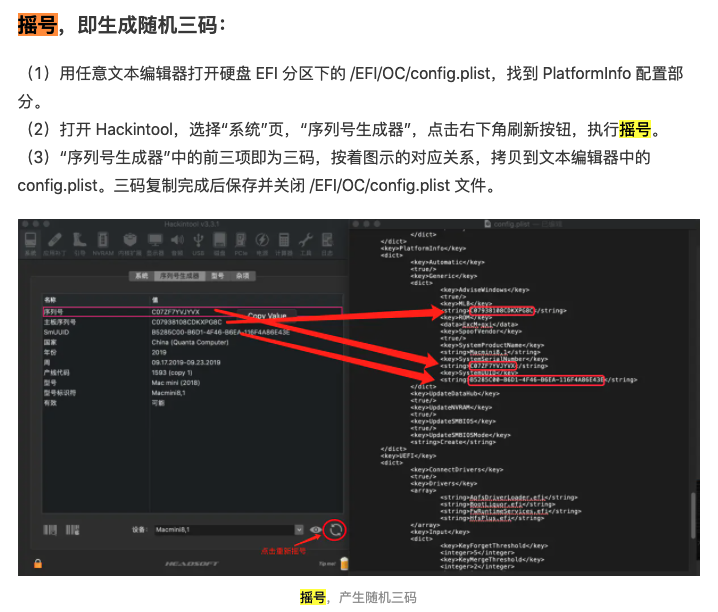 摇号，即生成随机三码：
（1）用任意文本编辑器打开硬盘 EFI 分区下的 /EFI/OC/config.plist，找到 PlatformInfo 配置部
分。
（2）打开 Hackintool，选择“系统”页，“序列号生成器”，点击右下角刷新按钮，执行摇号。
（3）“序列号生成器”中的前三项即为三码，按着图示的对应关系，拷贝到文本编辑器中的
config.plist。三码复制完成后保存并关闭 /EFI/OC/config.plist 文件。
Hackintool v3.3.1
系统 序列号生成器 型号 杂项
名称 值
序列号 C07ZF7YVJYVX
Copy Value
主板序列号 C07938108CDKXPG8C
SmUUID B5285C00-B6D1-4F46-B6EA-116F4AB6E43E
国家 China (Quanta Computer)
年份 2019
周 09.17.2019-09.23.2019
产线代码 1593 (copy 1)
型号 Mac mini (2018)
型号标识符 Macmini8,1
有效 可能
设备： Macmini8,1
点击重新摇号
HEADSOFT
config.plist
</dict>
</dict>
<key>PlatformInfo</key>
<dict>
<key>Automatic</key>
<true/>
<key>Generic</key>
<dict>
<key>AdviseWindows</key>
<true/>
<key>MLB</key>
<string>C07938108CDKXPG8C</string>
<key>ROM</key>
<key>SpoofVendor</key>
<true/>
<key>SystemProductName</key>
<string>Macmini8,1</string>
<key>SystemSerialNumber</key>
<string>C07ZF7YVJYVX</string>
<key>SystemUUID</key>
<string>B5285C00-B6D1-4F46-B6EA-116F4AB6E43E</string>
</dict>
<key>UpdateDataHub</key>
<true/>
<key>UpdateNVRAM</key>
<true/>
<key>UpdateSMBIOS</key>
<true/>
<key>UpdateSMBIOSMode</key>
<string>Create</string>
</dict>
<key>UEFI</key>
<dict>
<key>ConnectDrivers</key>
<true/>
<key>Drivers</key>
<array>
<string>ApfsDriverLoader.efi</string>
<string>BootLiquor.efi</string>
<string>FwRuntimeServices.efi</string>
<string>HfsPlus.efi</string>
</array>
<key>Input</key>
<dict>
<key>KeyForgetThreshold</key>
<integer>5</integer>
<key>KeyMergeThreshold</key>
<integer>2</integer>
摇号，产生随机三码